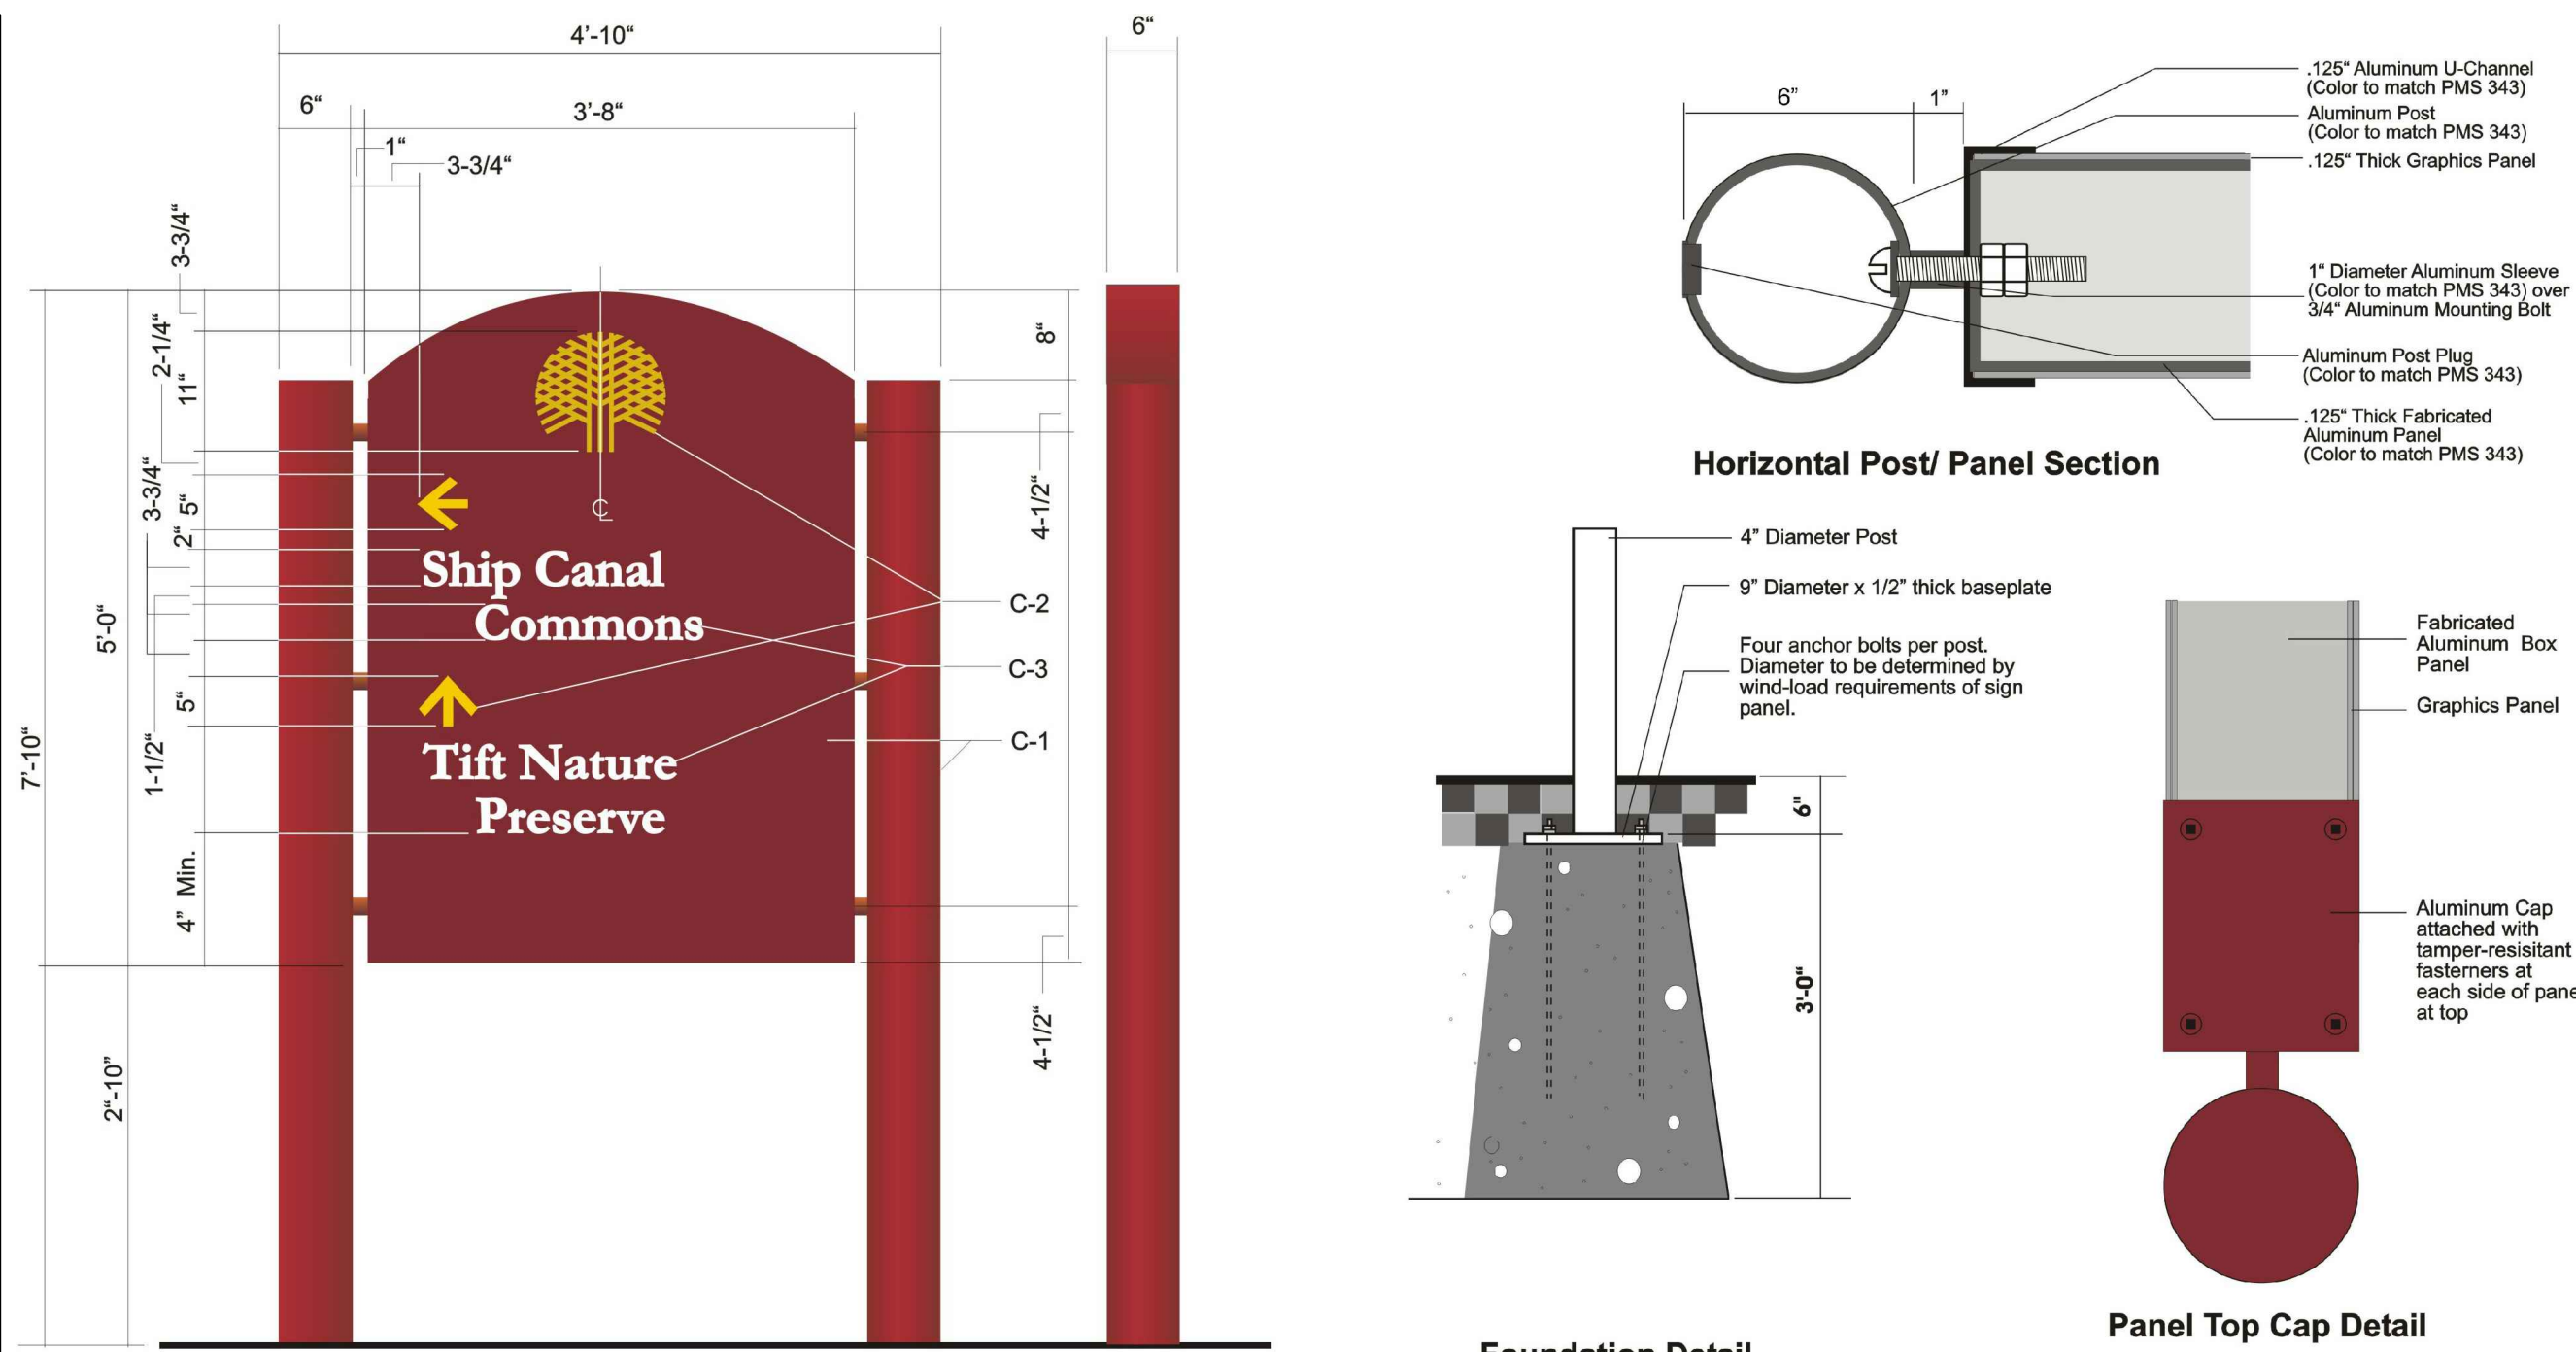 4'-10“
6“
6“
3'-8“
1“
3-3/4“
3-3/4“
2-1/4“
11“
8“
3-3/4“
5“
2“
4-1/2“
Ship Canal
Commons
C-2
C-3
5'-0“
5“
1-1/2“
C-1
7'-10“
Tift Nature
Preserve
4” Min.
4-1/2“
2“-10”
6”
1”
.125“ Aluminum U-Channel
(Color to match PMS 343)
Aluminum Post
(Color to match PMS 343)
.125“ Thick Graphics Panel
1“ Diameter Aluminum Sleeve
(Color to match PMS 343) over
3/4“ Aluminum Mounting Bolt
Aluminum Post Plug
(Color to match PMS 343)
.125“ Thick Fabricated
Aluminum Panel
(Color to match PMS 343)
Horizontal Post/ Panel Section
4” Diameter Post
9” Diameter x 1/2” thick baseplate
Four anchor bolts per post.
Diameter to be determined by
wind-load requirements of sign
panel.
6"
3'-0“
Foundation Detail
Fabricated
Aluminum Box
Panel
Graphics Panel
Aluminum Cap
attached with
tamper-resisitant
fasterners at
each side of pane
at top
Panel Top Cap Detail